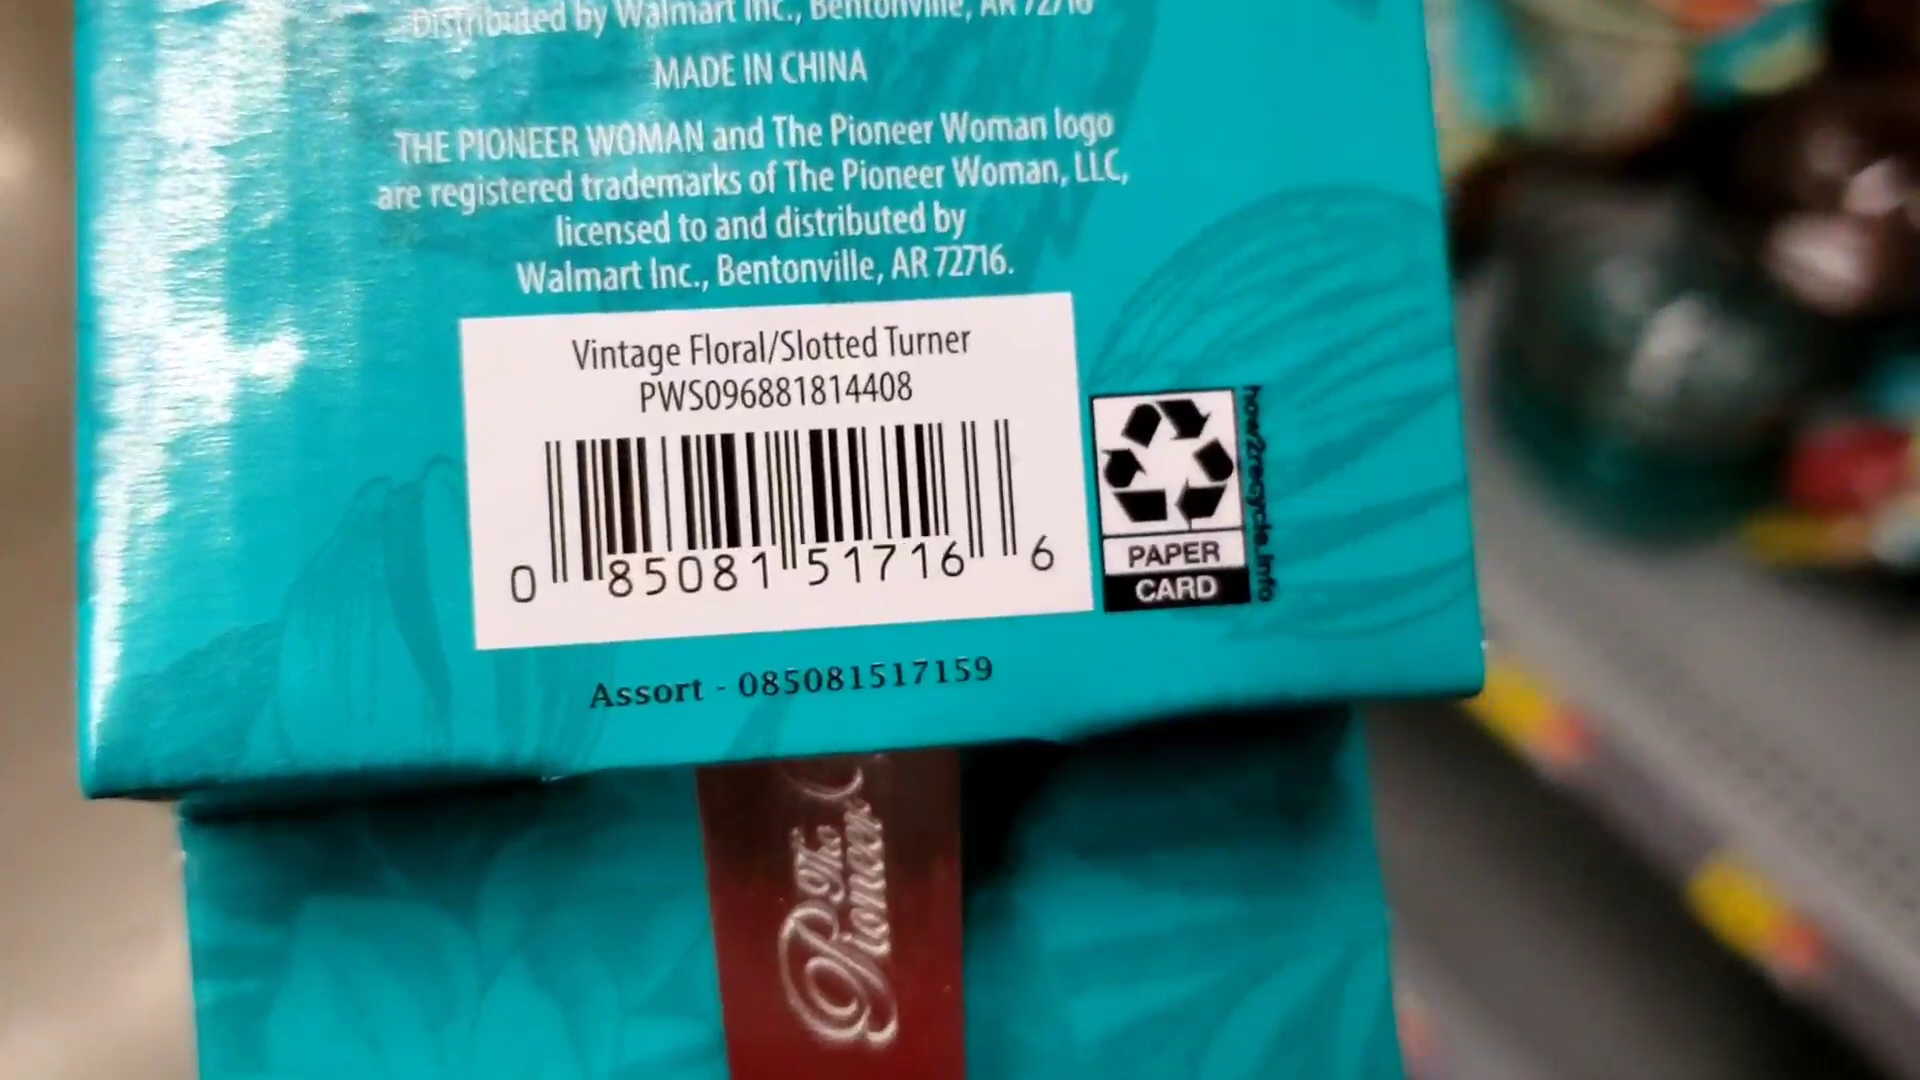 Distributed by Walmart Inc., Bentonville, AR 72716
MADE IN CHINA
THE PIONEER WOMAN and The Pioneer Woman logo
are registered trademarks of The Pioneer Woman, LLC,
licensed to and distributed by
Walmart Inc., Bentonville, AR 72716.
Vintage Floral/Slotted Turner
PWS096881814408
0 85081 51716 6
PAPER
CARD
how2recycle.info
Assort - 085081517159
The
Pioneer